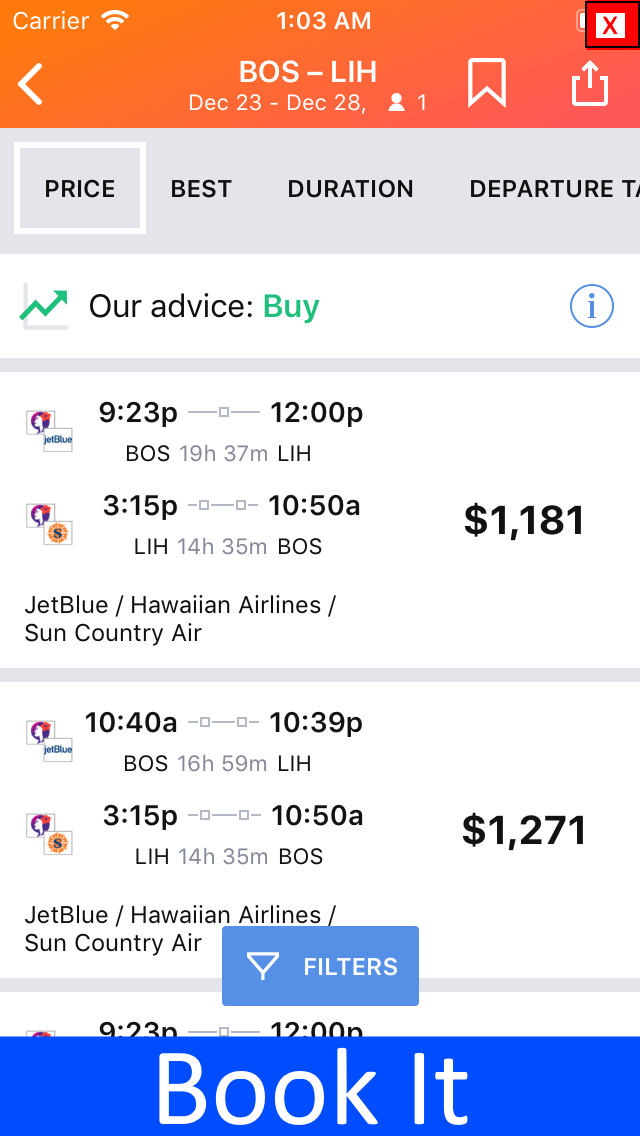 Carrier 1:03 AM X
BOS – LIH
Dec 23 - Dec 28, 1
PRICE BEST DURATION DEPARTURE TA
Our advice: Buy i
9:23p 12:00p
jetBlue
BOS 19h 37m LIH
3:15p 10:50a
$1,181
S
LIH 14h 35m BOS
JetBlue / Hawaiian Airlines /
Sun Country Air
10:40a 10:39p
jetBlue
BOS 16h 59m LIH
3:15p 10:50a
$1,271
S
LIH 14h 35m BOS
JetBlue / Hawaiian Airlines /
Sun Country Air
FILTERS
9:23p 12:00p
Book It